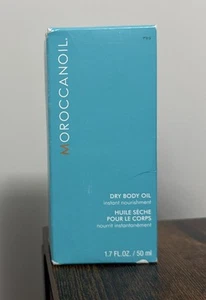 MOROCCANOIL
DRY BODY OIL
Instant nourishment
HUILE SÈCHE
POUR LE CORPS
Nourrit instantanément
1.7 FL.OZ. / 50 ml